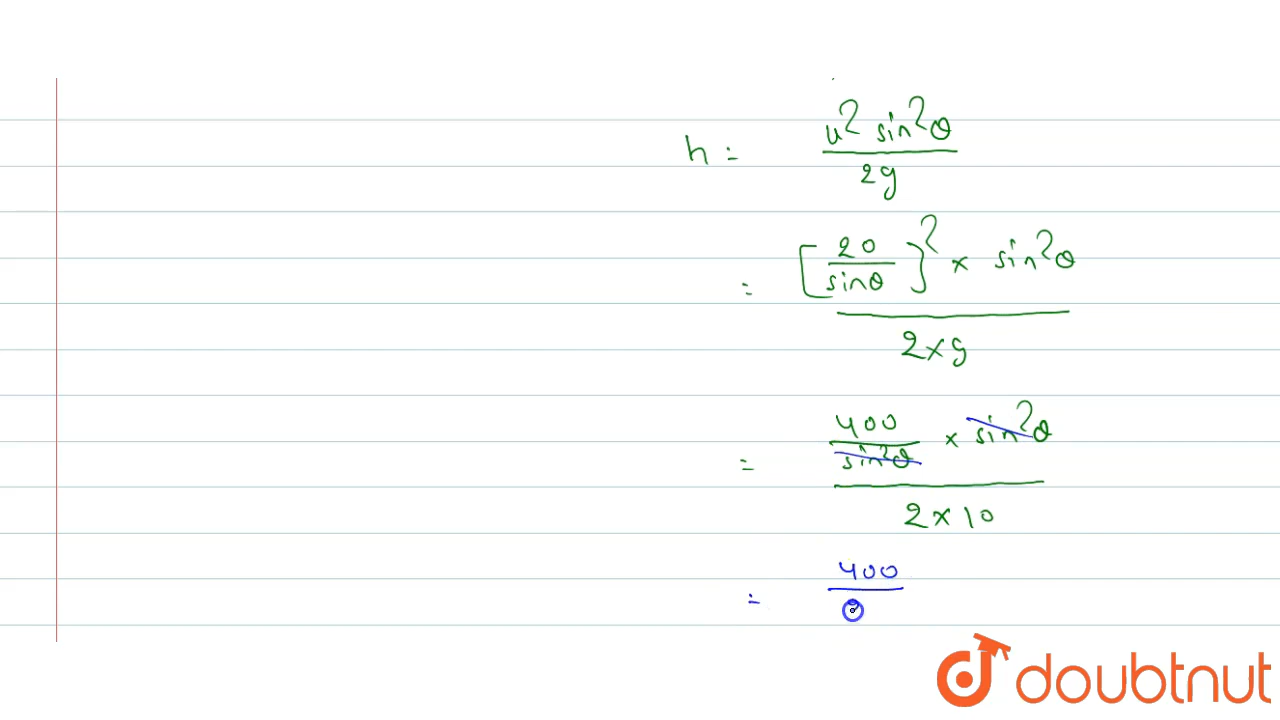 h = u² sin²θ / 2g
= [20 / sinθ]² × sin²θ / 2×g
= 400 / sin²θ × sin²θ / 2×10
= 400
doubtnut